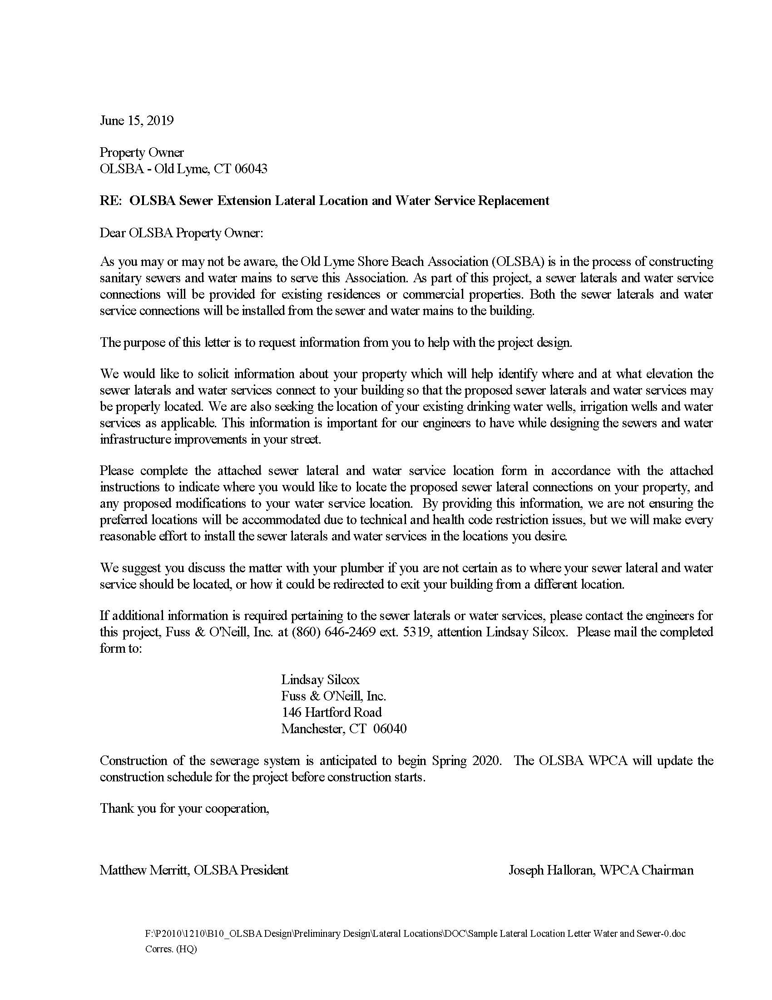 June 15, 2019
Property Owner
OLSBA - Old Lyme, CT 06043
RE:  OLSBA Sewer Extension Lateral Location and Water Service Replacement
Dear OLSBA Property Owner:
As you may or may not be aware, the Old Lyme Shore Beach Association (OLSBA) is in the process of constructing
sanitary sewers and water mains to serve this Association. As part of this project, a sewer laterals and water service
connections will be provided for existing residences or commercial properties. Both the sewer laterals and water
service connections will be installed from the sewer and water mains to the building.
The purpose of this letter is to request information from you to help with the project design.
We would like to solicit information about your property which will help identify where and at what elevation the
sewer laterals and water services connect to your building so that the proposed sewer laterals and water services may
be properly located. We are also seeking the location of your existing drinking water wells, irrigation wells and water
services as applicable. This information is important for our engineers to have while designing the sewers and water
infrastructure improvements in your street.
Please complete the attached sewer lateral and water service location form in accordance with the attached
instructions to indicate where you would like to locate the proposed sewer lateral connections on your property, and
any proposed modifications to your water service location.  By providing this information, we are not ensuring the
preferred locations will be accommodated due to technical and health code restriction issues, but we will make every
reasonable effort to install the sewer laterals and water services in the locations you desire.
We suggest you discuss the matter with your plumber if you are not certain as to where your sewer lateral and water
service should be located, or how it could be redirected to exit your building from a different location.
If additional information is required pertaining to the sewer laterals or water services, please contact the engineers for
this project, Fuss & O'Neill, Inc. at (860) 646-2469 ext. 5319, attention Lindsay Silcox.  Please mail the completed
form to:
Lindsay Silcox
Fuss & O'Neill, Inc.
146 Hartford Road
Manchester, CT  06040
Construction of the sewerage system is anticipated to begin Spring 2020.  The OLSBA WPCA will update the
construction schedule for the project before construction starts.
Thank you for your cooperation,
Matthew Merritt, OLSBA President Joseph Halloran, WPCA Chairman
F:\P2010\1210\B10_OLSBA Design\Preliminary Design\Lateral Locations\DOC\Sample Lateral Location Letter Water and Sewer-0.doc
Corres. (HQ)